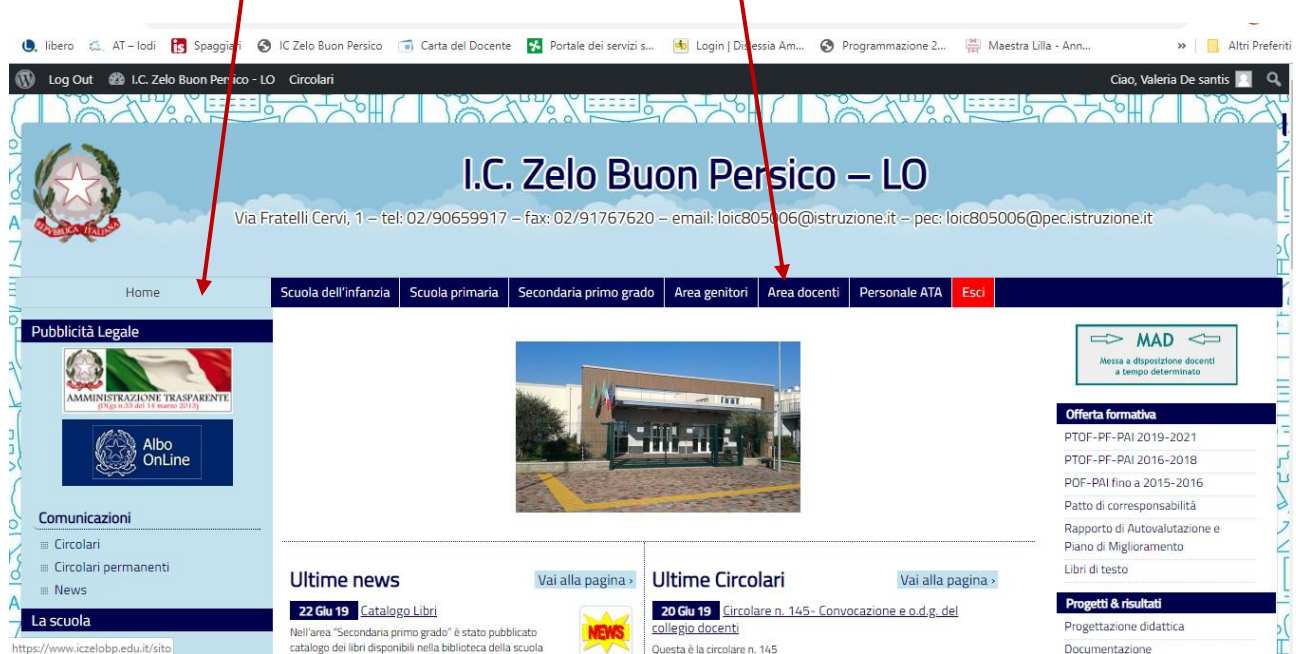 libero
AT – lodi
Spaggiari
IC Zelo Buon Persico
Carta del Docente
Portale dei servizi s...
Login | Dislessia Am...
Programmazione 2...
Maestra Lilla - Ann...
»
Altri Preferiti
Log Out
I.C. Zelo Buon Persico - LO
Circolari
Ciao, Valeria De santis
I.C. Zelo Buon Persico – LO
Via Fratelli Cervi, 1 – tel: 02/90659917 – fax: 02/91767620 – email: loic805006@istruzione.it – pec: loic805006@pec.istruzione.it
REPVBBLICA ITALIANA
Home
Scuola dell'infanzia
Scuola primaria
Secondaria primo grado
Area genitori
Area docenti
Personale ATA
Esci
Pubblicità Legale
AMMINISTRAZIONE TRASPARENTE
(Dlgs n.33 del 14 marzo 2013)
Albo
OnLine
Comunicazioni
Circolari
Circolari permanenti
News
La scuola
https://www.iczelobp.edu.it/sito
Ultime news
Vai alla pagina ›
22 Giu 19 Catalogo Libri
Nell'area "Secondaria primo grado" è stato pubblicato
catalogo dei libri disponibili nella biblioteca della scuola
NEWS
Ultime Circolari
Vai alla pagina ›
20 Giu 19 Circolare n. 145- Convocazione e o.d.g. del
collegio docenti
Questa è la circolare n. 145
MAD
Messa a disposizione docenti
a tempo determinato
Offerta formativa
PTOF-PF-PAI 2019-2021
PTOF-PF-PAI 2016-2018
POF-PAI fino a 2015-2016
Patto di corresponsabilità
Rapporto di Autovalutazione e
Piano di Miglioramento
Libri di testo
Progetti & risultati
Progettazione didattica
Documentazione